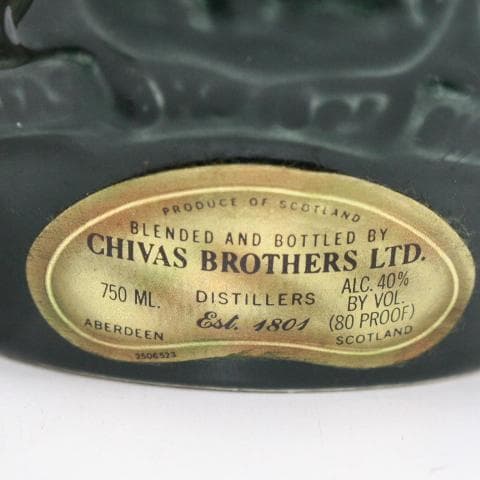 PRODUCE OF SCOTLAND
BLENDED AND BOTTLED BY
CHIVAS BROTHERS LTD.
750 ML.
DISTILLERS
Est. 1801
ALC. 40%
BY VOL.
(80 PROOF)
ABERDEEN
SCOTLAND
2506523